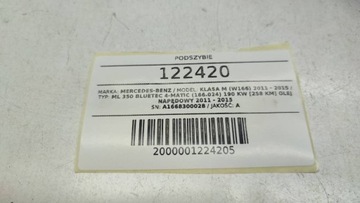 PODSZYBIE
122420
MARKA: MERCEDES-BENZ / MODEL: KLASA M (W166) 2011 - 2015 /
TYP: ML 350 BLUETEC 4-MATIC (166.024) 190 KW [258 KM] OLEJ
NAPĘDOWY 2011 - 2015
SN: A1668300028 / JAKOŚĆ: A
2000001224205